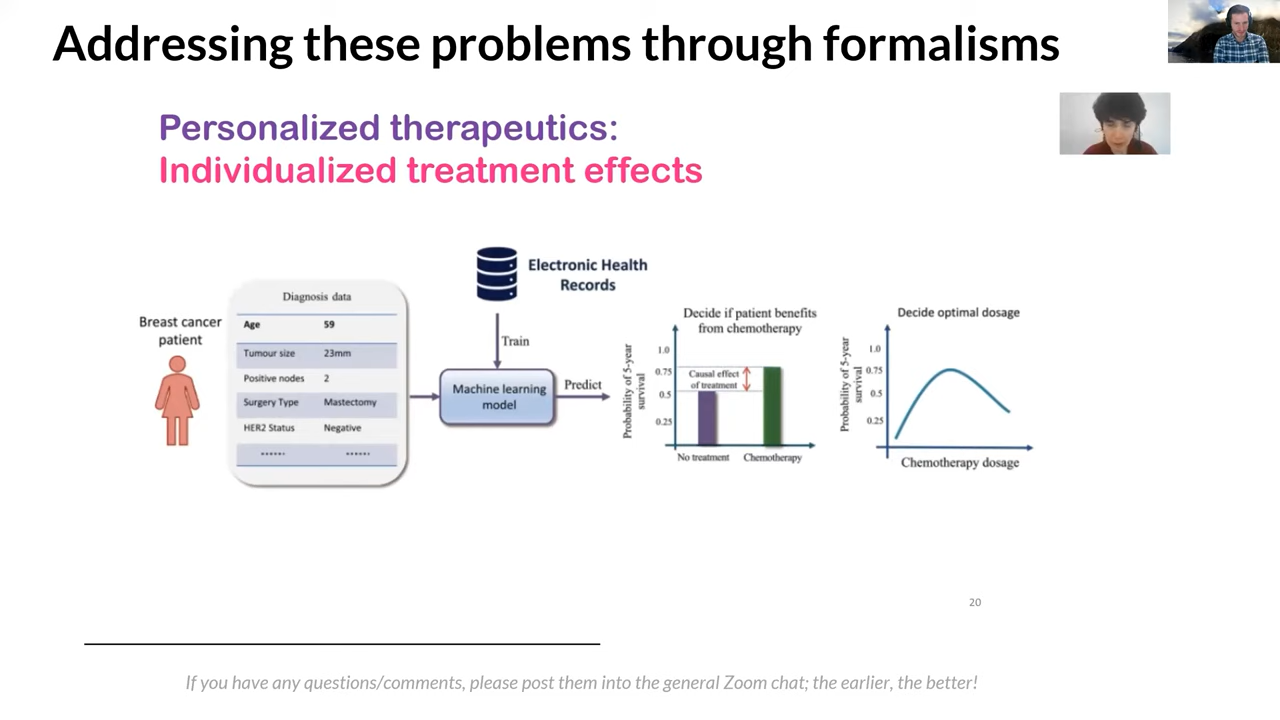 Addressing these problems through formalisms
Personalized therapeutics:
Individualized treatment effects
Breast cancer
patient
Diagnosis data
Age 59
Tumour size 23mm
Positive nodes 2
Surgery Type Mastectomy
HER2 Status Negative
...... ......
Electronic Health
Records
Train
Machine learning
model
Predict
Decide if patient benefits
from chemotherapy
Probability of 5-year
survival
1.0
0.75
0.5
0.25
Causal effect
of treatment
No treatment Chemotherapy
Decide optimal dosage
Probability of 5-year
survival
1.0
0.75
0.5
0.25
Chemotherapy dosage
20
If you have any questions/comments, please post them into the general Zoom chat; the earlier, the better!